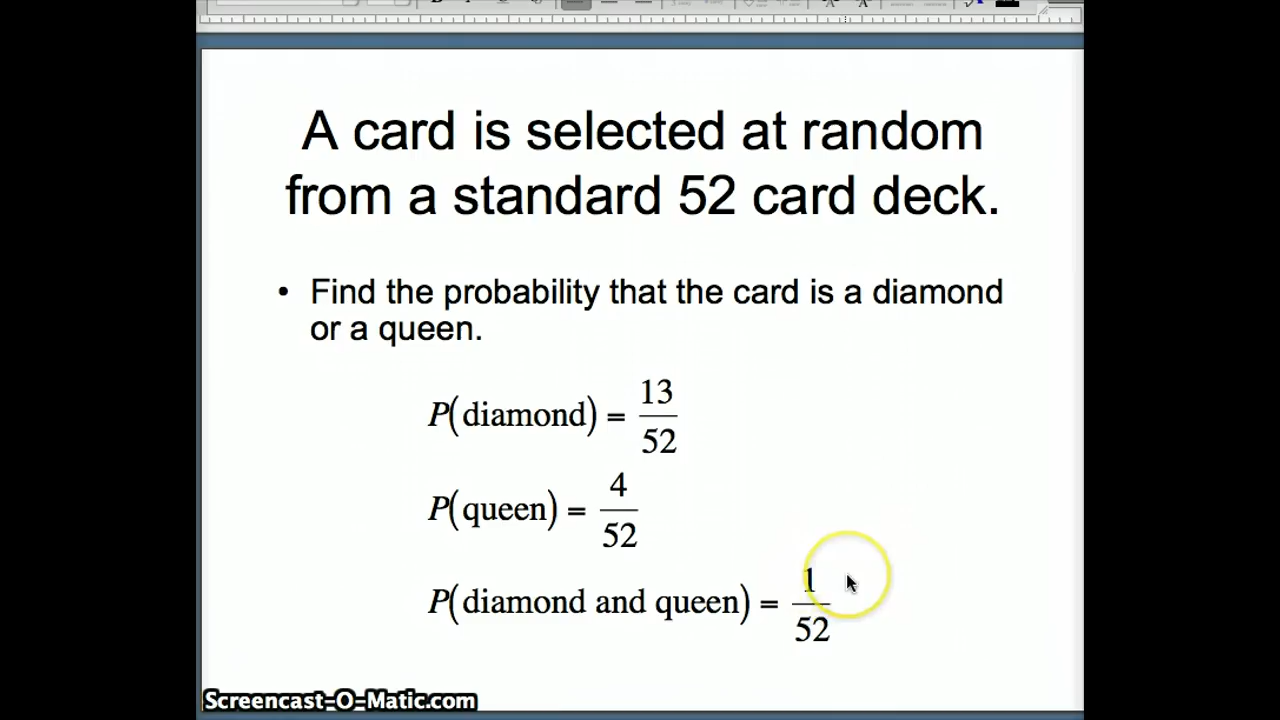 A card is selected at random
from a standard 52 card deck.
• Find the probability that the card is a diamond
or a queen.
P(diamond) = 13/52
P(queen) = 4/52
P(diamond and queen) = 1/52
Screencast-O-Matic.com